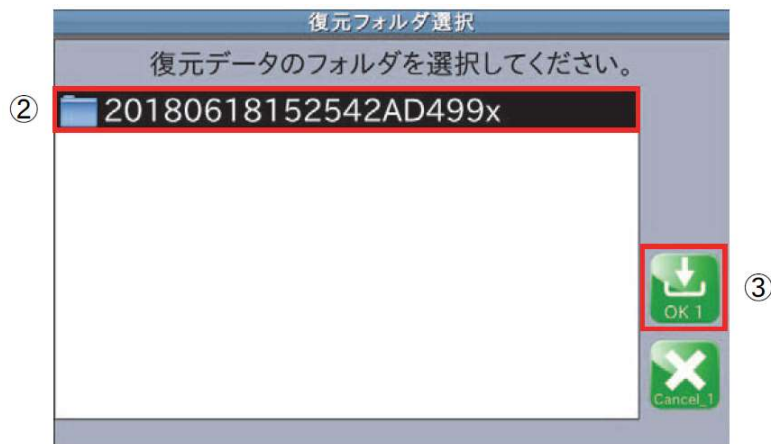 復元フォルダ選択
復元データのフォルダを選択してください。
② 20180618152542AD499x
OK 1
③
Cancel_1